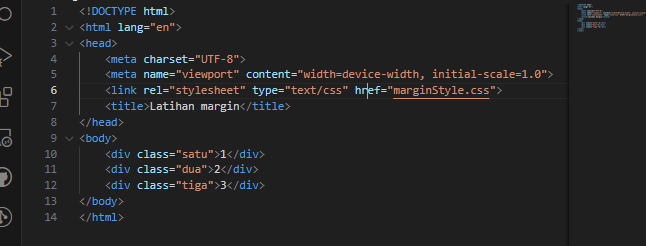 1 <!DOCTYPE html>
2 <html lang="en">
3 <head>
4     <meta charset="UTF-8">
5     <meta name="viewport" content="width=device-width, initial-scale=1.0">
6     <link rel="stylesheet" type="text/css" href="marginStyle.css">
7     <title>Latihan margin</title>
8 </head>
9 <body>
10     <div class="satu">1</div>
11     <div class="dua">2</div>
12     <div class="tiga">3</div>
13 </body>
14 </html>